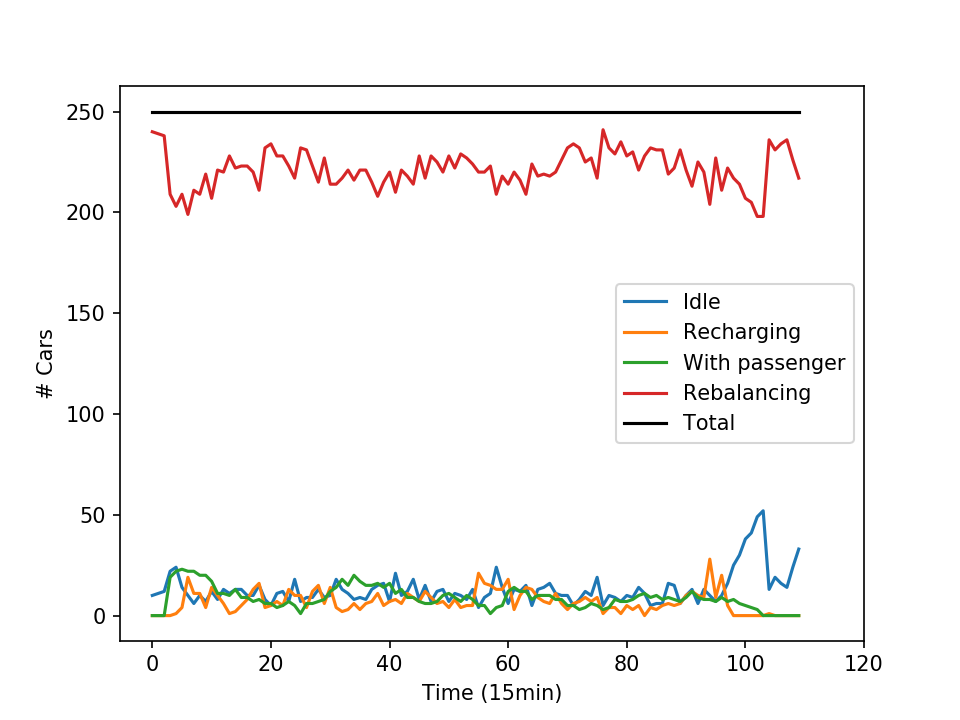 250
200
150
100
50
0
# Cars
Idle
Recharging
With passenger
Rebalancing
Total
0 20 40 60 80 100 120
Time (15min)